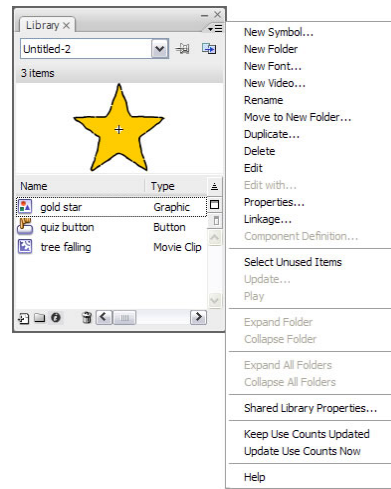 Library ×
Untitled-2
3 items
Name Type
gold star Graphic
quiz button Button
tree falling Movie Clip
New Symbol...
New Folder
New Font...
New Video...
Rename
Move to New Folder...
Duplicate...
Delete
Edit
Edit with...
Properties...
Linkage...
Component Definition...
Select Unused Items
Update...
Play
Expand Folder
Collapse Folder
Expand All Folders
Collapse All Folders
Shared Library Properties...
Keep Use Counts Updated
Update Use Counts Now
Help